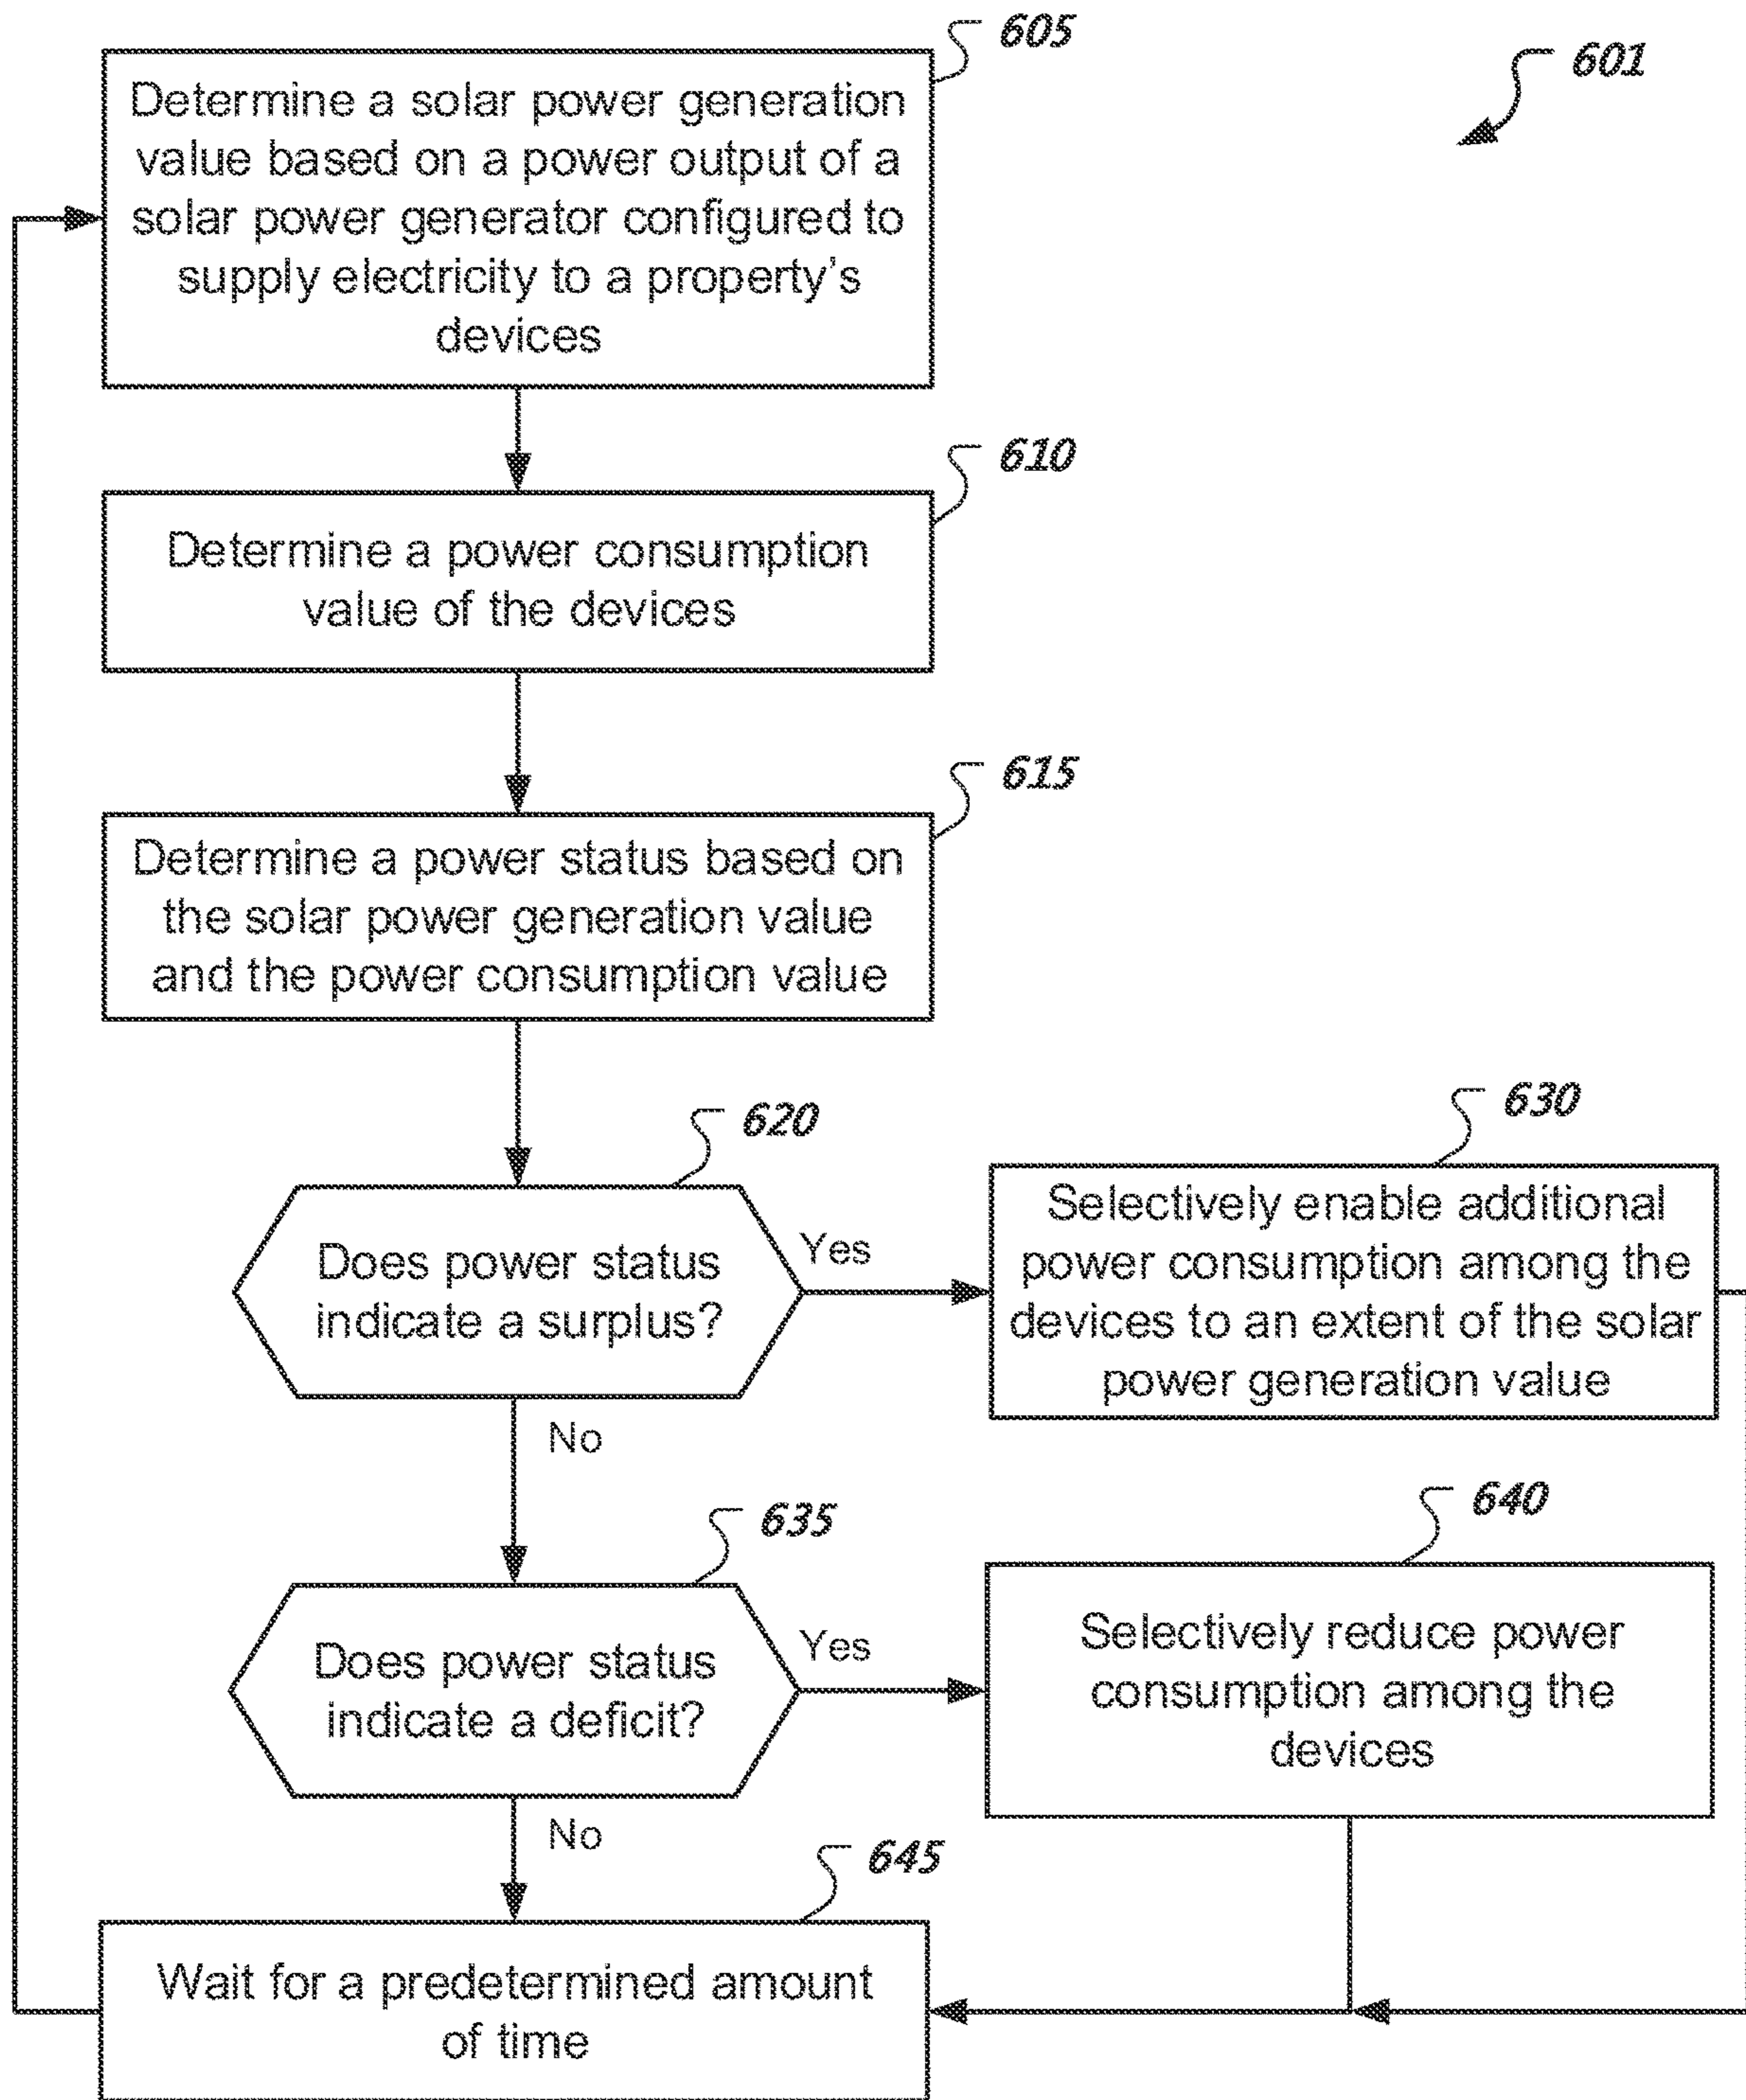 605
601
Determine a solar power generation
value based on a power output of a
solar power generator configured to
supply electricity to a property’s
devices
610
Determine a power consumption
value of the devices
615
Determine a power status based on
the solar power generation value
and the power consumption value
620
Does power status
indicate a surplus?
Yes
630
Selectively enable additional
power consumption among the
devices to an extent of the solar
power generation value
No
635
Does power status
indicate a deficit?
Yes
640
Selectively reduce power
consumption among the
devices
No
645
Wait for a predetermined amount
of time